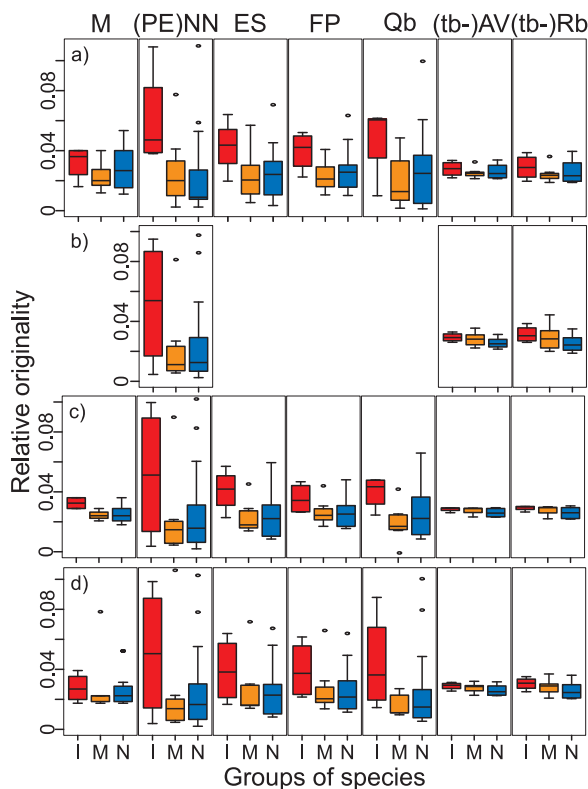 M (PE)NN ES FP Qb (tb-)AV (tb-)Rb
a)
0.08
0.04
0
b)
0.08
0.04
0
c)
0.08
0.04
0
d)
0.08
0.04
0
Relative originality
I M N I M N I M N I M N I M N I M N I M N
Groups of species